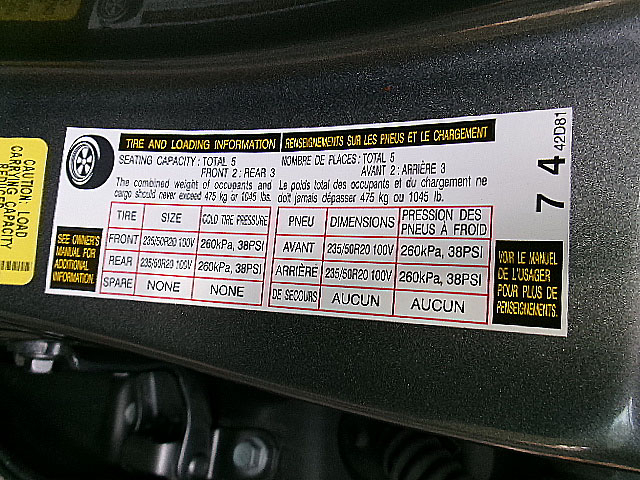 CAUTION: LOAD
CARRYING CAPACITY
TIRE AND LOADING INFORMATION
SEATING CAPACITY : TOTAL 5
FRONT 2 : REAR 3
The combined weight of occupants and
cargo should never exceed 475 kg or 1045 lbs.
RENSEIGNEMENTS SUR LES PNEUS ET LE CHARGEMENT
NOMBRE DE PLACES : TOTAL 5
AVANT 2 : ARRIÈRE 3
Le poids total des occupants et du chargement ne
doit jamais dépasser 475 kg ou 1045 lb.
SEE OWNER'S
MANUAL FOR
ADDITIONAL
INFORMATION.
TIRE SIZE COLD TIRE PRESSURE
FRONT 235/50R20 100V 260kPa, 38PSI
REAR 235/50R20 100V 260kPa, 38PSI
SPARE NONE NONE
PNEU DIMENSIONS PRESSION DES PNEUS À FROID
AVANT 235/50R20 100V 260kPa, 38PSI
ARRIÈRE 235/50R20 100V 260kPa, 38PSI
DE SECOURS AUCUN AUCUN
VOIR LE MANUEL
DE L'USAGER
POUR PLUS DE
RENSEIGNEMENTS.
7 4
42D81